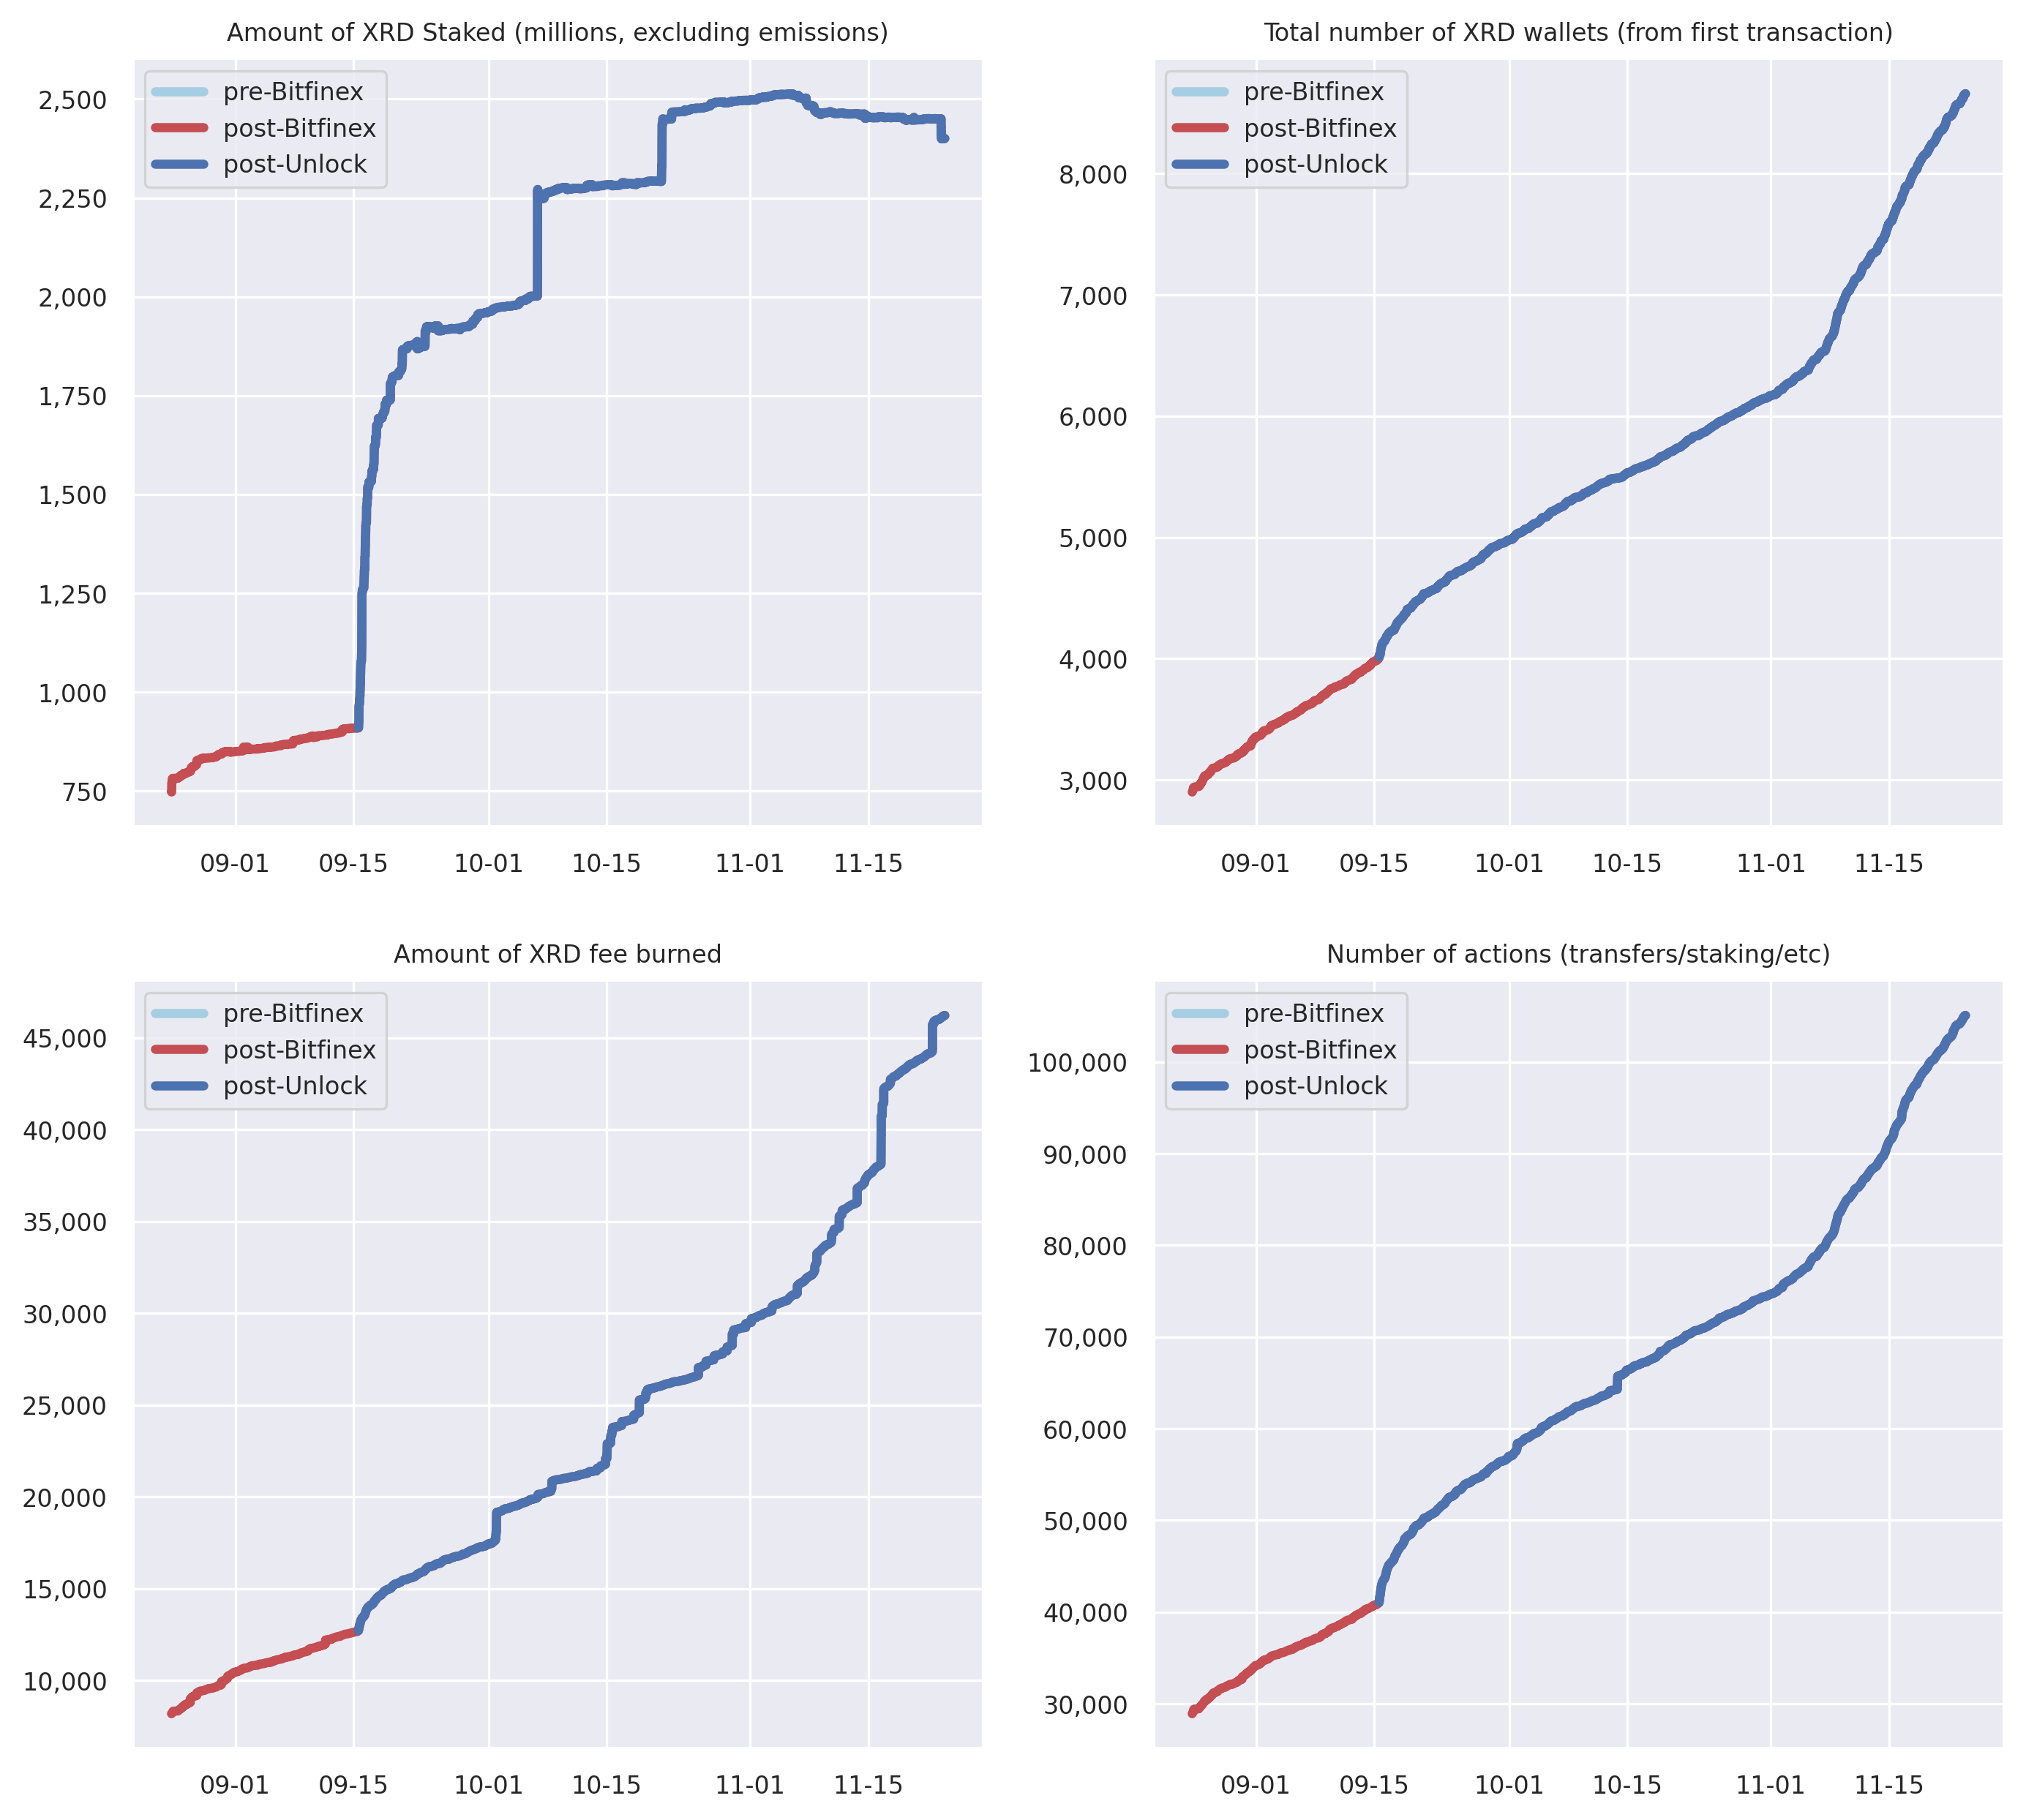 Amount of XRD Staked (millions, excluding emissions)
pre-Bitfinex
post-Bitfinex
post-Unlock
2,500
2,250
2,000
1,750
1,500
1,250
1,000
750
09-01 09-15 10-01 10-15 11-01 11-15
Total number of XRD wallets (from first transaction)
pre-Bitfinex
post-Bitfinex
post-Unlock
8,000
7,000
6,000
5,000
4,000
3,000
09-01 09-15 10-01 10-15 11-01 11-15
Amount of XRD fee burned
pre-Bitfinex
post-Bitfinex
post-Unlock
45,000
40,000
35,000
30,000
25,000
20,000
15,000
10,000
09-01 09-15 10-01 10-15 11-01 11-15
Number of actions (transfers/staking/etc)
pre-Bitfinex
post-Bitfinex
post-Unlock
100,000
90,000
80,000
70,000
60,000
50,000
40,000
30,000
09-01 09-15 10-01 10-15 11-01 11-15